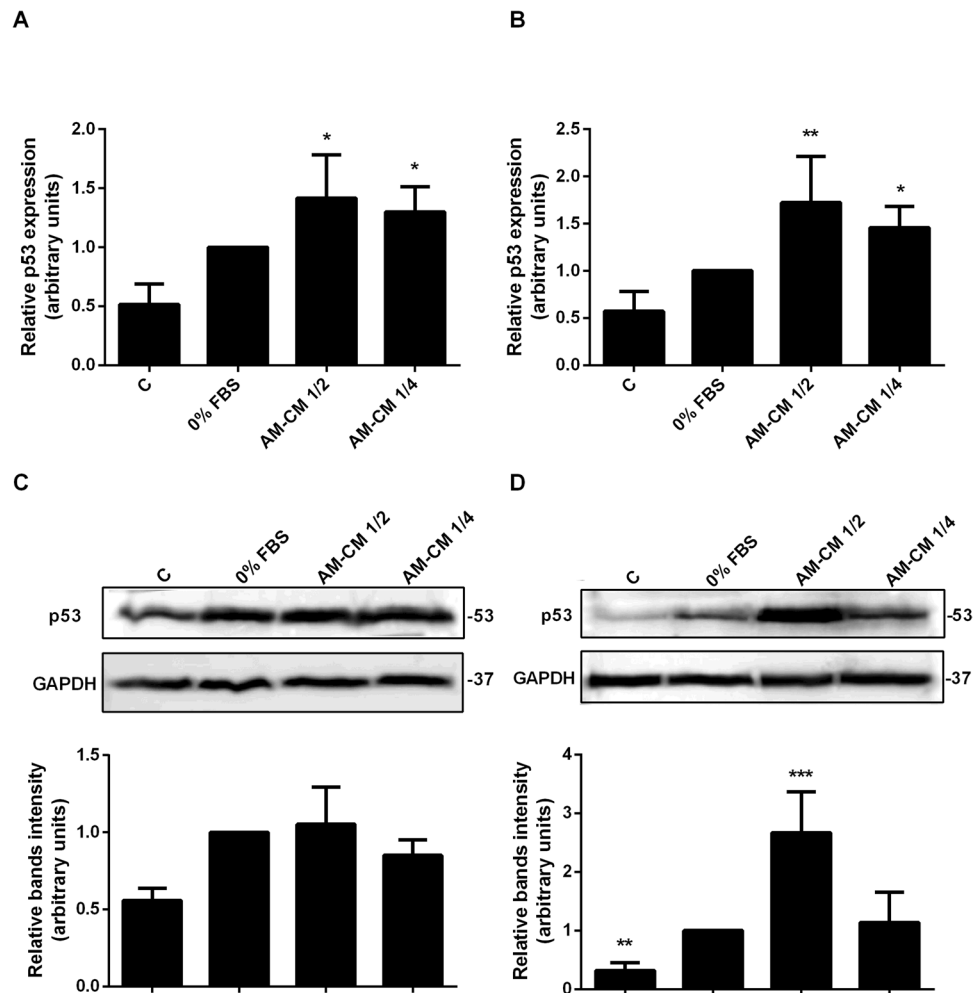 A
B
Relative p53 expression
(arbitrary units)
2.0
1.5
1.0
0.5
0.0
*
*
C
0% FBS
AM-CM 1/2
AM-CM 1/4
Relative p53 expression
(arbitrary units)
2.5
2.0
1.5
1.0
0.5
0.0
**
*
C
0% FBS
AM-CM 1/2
AM-CM 1/4
C
D
C
0% FBS
AM-CM 1/2
AM-CM 1/4
p53
-53
GAPDH
-37
C
0% FBS
AM-CM 1/2
AM-CM 1/4
p53
-53
GAPDH
-37
Relative bands intensity
(arbitrary units)
1.5
1.0
0.5
0.0
Relative bands intensity
(arbitrary units)
4
3
2
1
0
**
***